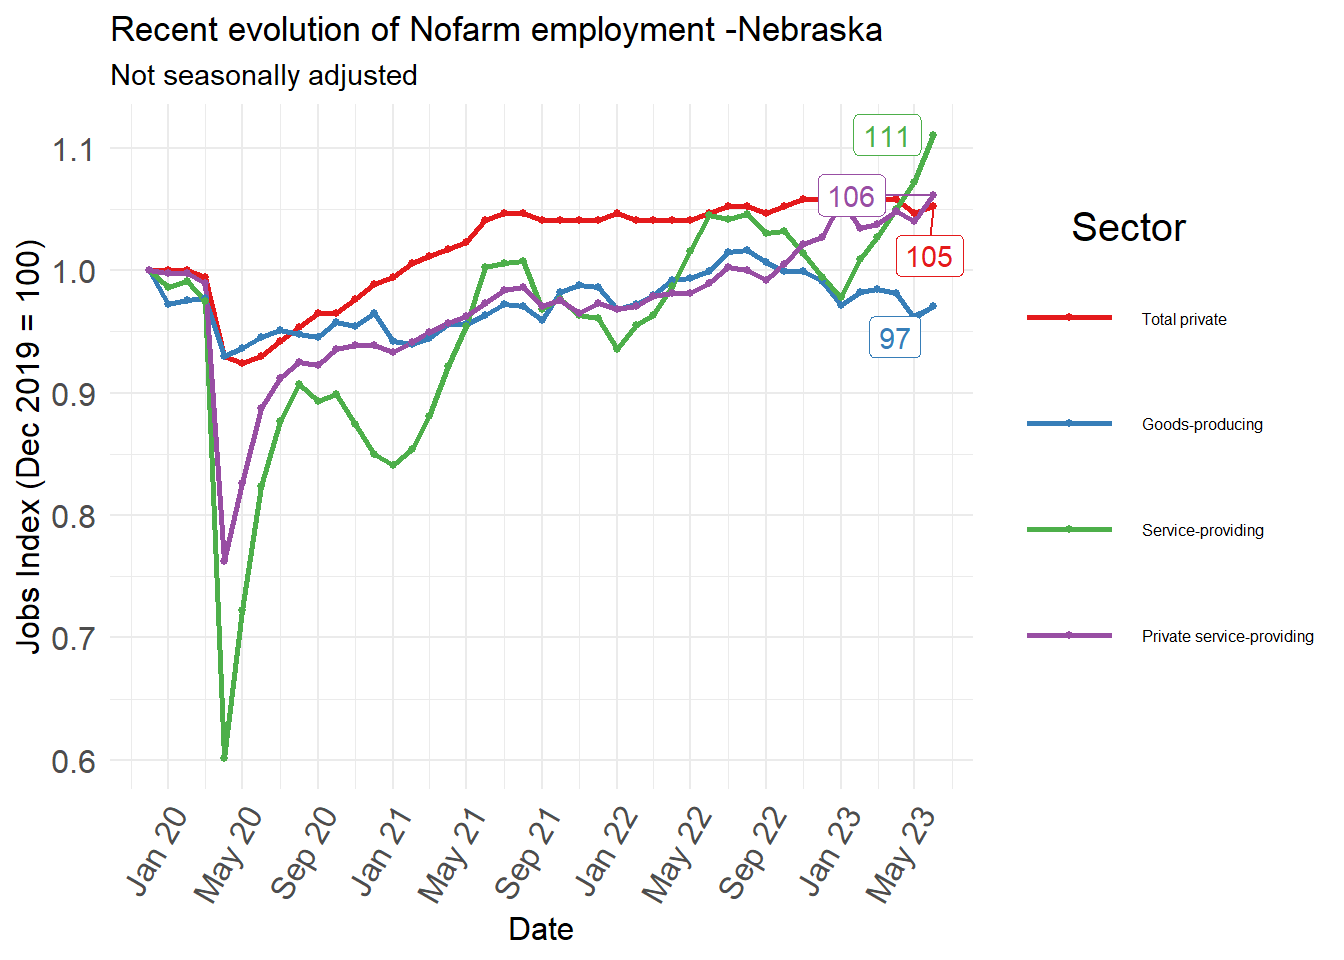 Recent evolution of Nofarm employment -Nebraska
Not seasonally adjusted
Jobs Index (Dec 2019 = 100)
1.1
1.0
0.9
0.8
0.7
0.6
111
106
105
97
Jan 20
May 20
Sep 20
Jan 21
May 21
Sep 21
Jan 22
May 22
Sep 22
Jan 23
May 23
Date
Sector
Total private
Goods-producing
Service-providing
Private service-providing